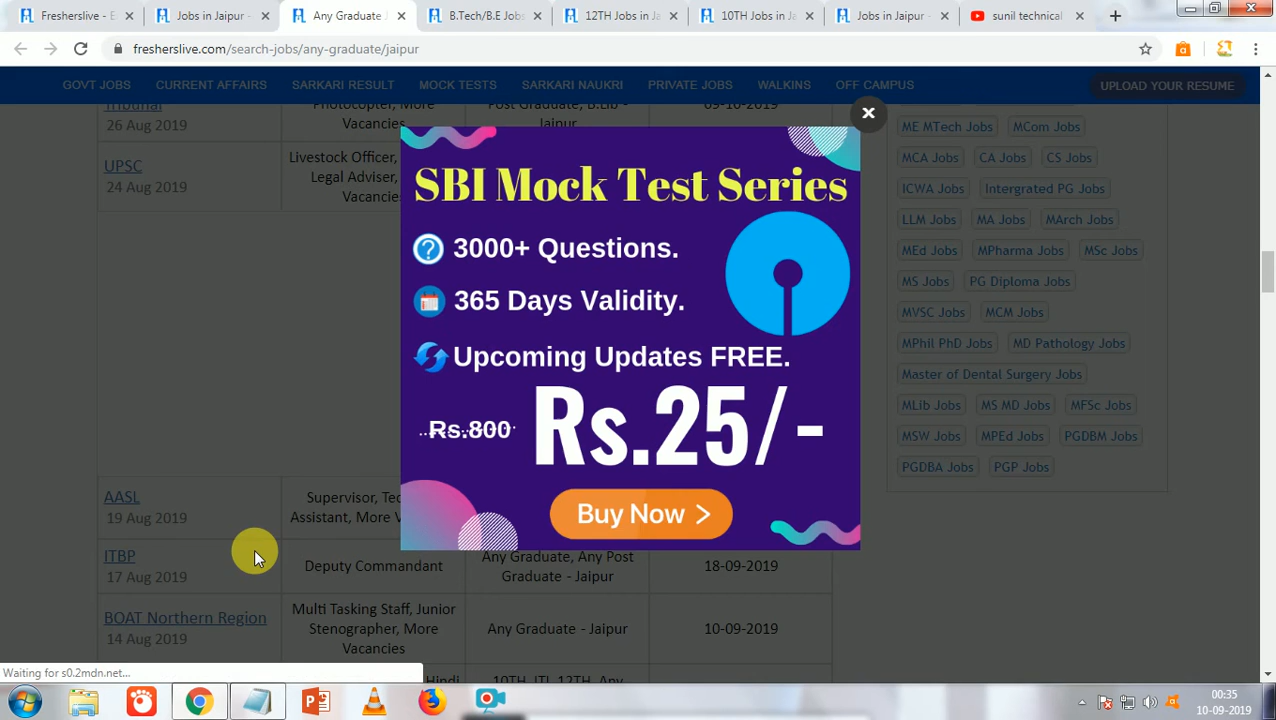 Fresherslive - E
Jobs in Jaipur -
Any Graduate J
B.Tech/B.E Jobs
12TH Jobs in Ja
10TH Jobs in Ja
Jobs in Jaipur -
sunil technical
fresherslive.com/search-jobs/any-graduate/jaipur
GOVT JOBS CURRENT AFFAIRS SARKARI RESULT MOCK TESTS SARKARI NAUKRI PRIVATE JOBS WALKINS OFF CAMPUS UPLOAD YOUR RESUME
Tribunal
26 Aug 2019
Photocopier, More
Vacancies
Post Graduate, B.Lib -
Jaipur
09-10-2019
UPSC
24 Aug 2019
Livestock Officer,
Legal Adviser,
Vacancies
SBI Mock Test Series
3000+ Questions.
365 Days Validity.
Upcoming Updates FREE.
Rs.800 Rs.25/-
Buy Now >
AASL
19 Aug 2019
Supervisor,
ITBP
17 Aug 2019
Deputy Commandant
Any Graduate, Any Post
Graduate - Jaipur
18-09-2019
BOAT Northern Region
14 Aug 2019
Multi Tasking Staff, Junior
Stenographer, More
Vacancies
Any Graduate - Jaipur
10-09-2019
Hindi
10TH, ITI, 12TH, Any
ME MTech Jobs MCom Jobs
MCA Jobs CA Jobs CS Jobs
ICWA Jobs Intergrated PG Jobs
LLM Jobs MA Jobs MArch Jobs
MEd Jobs MPharma Jobs MSc Jobs
MS Jobs PG Diploma Jobs
MVSC Jobs MCM Jobs
MPhil PhD Jobs MD Pathology Jobs
Master of Dental Surgery Jobs
MLib Jobs MS MD Jobs MFSc Jobs
MSW Jobs MPEd Jobs PGDBM Jobs
PGDBA Jobs PGP Jobs
Waiting for s0.2mdn.net...
00:35
10-09-2019